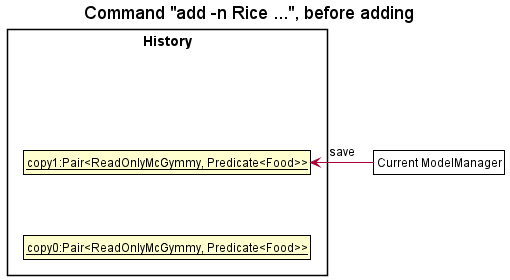 Command "add -n Rice ...", before adding
History
copy1:Pair<ReadOnlyMcGymmy, Predicate<Food>>
save
Current ModelManager
copy0:Pair<ReadOnlyMcGymmy, Predicate<Food>>